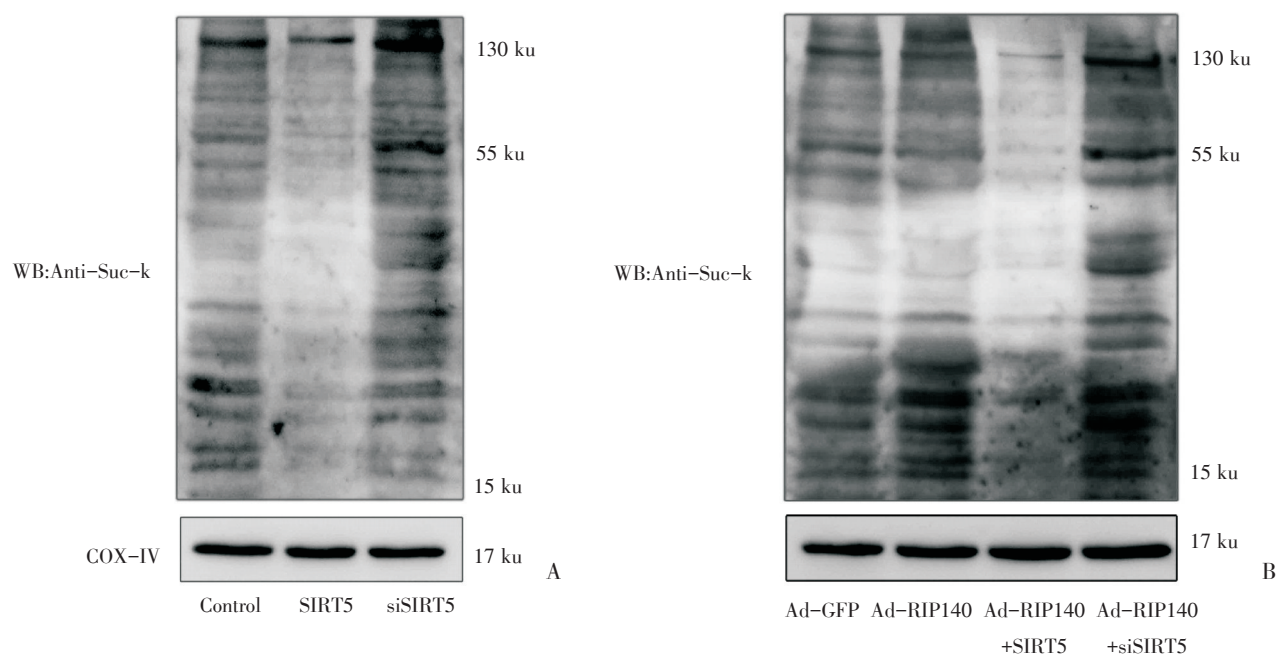 130 ku
55 ku
WB:Anti-Suc-k
15 ku
COX-IV
17 ku
A
Control SIRT5 siSIRT5
130 ku
55 ku
WB:Anti-Suc-k
15 ku
17 ku
B
Ad-GFP Ad-RIP140 Ad-RIP140 Ad-RIP140
+SIRT5 +siSIRT5